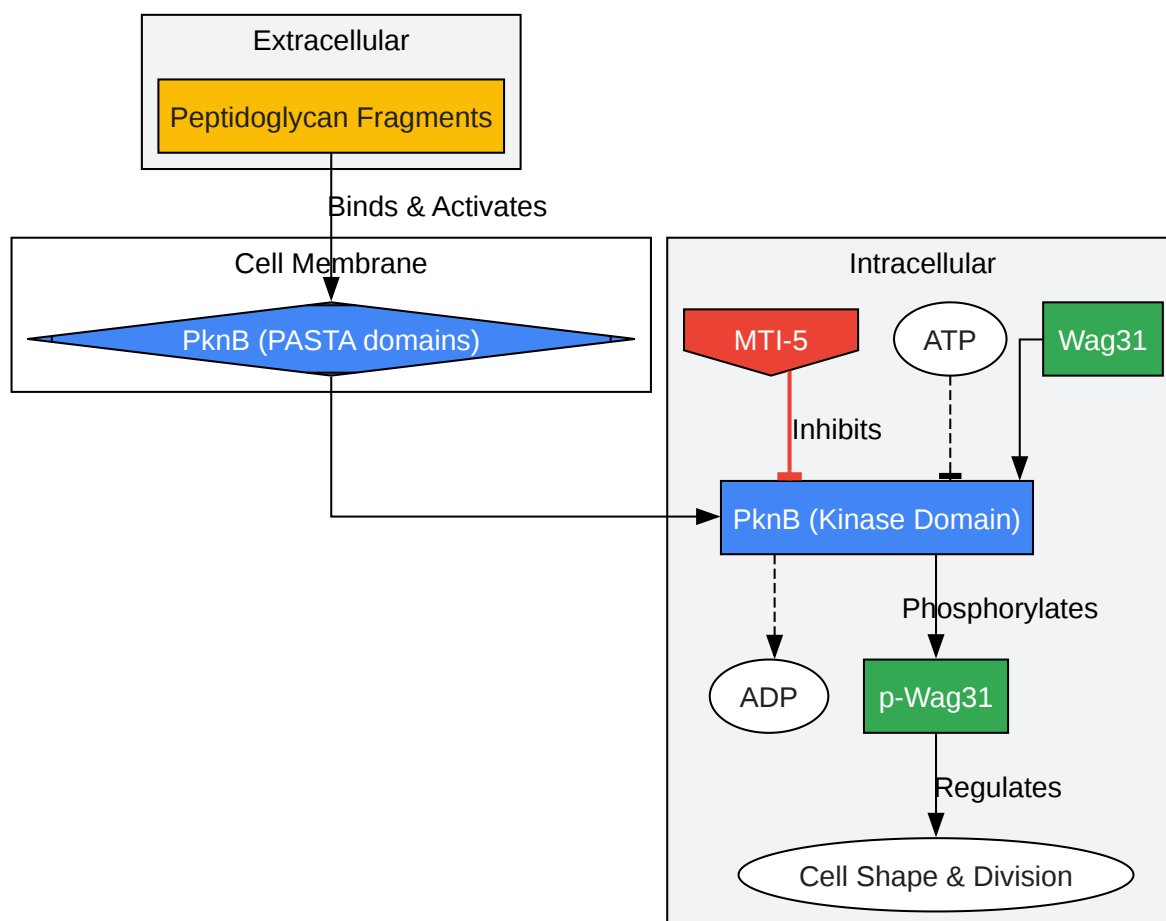 Extracellular
Peptidoglycan Fragments
Binds & Activates
Cell Membrane
PknB (PASTA domains)
Intracellular
MTI-5
ATP
Wag31
Inhibits
PknB (Kinase Domain)
Phosphorylates
ADP
p-Wag31
Regulates
Cell Shape & Division